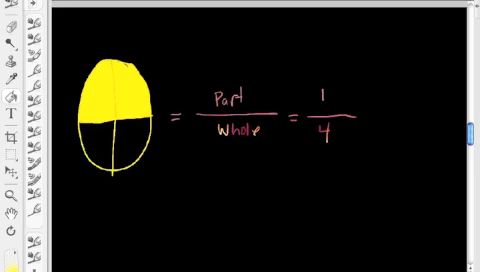 = Part / Whole = 1 / 4